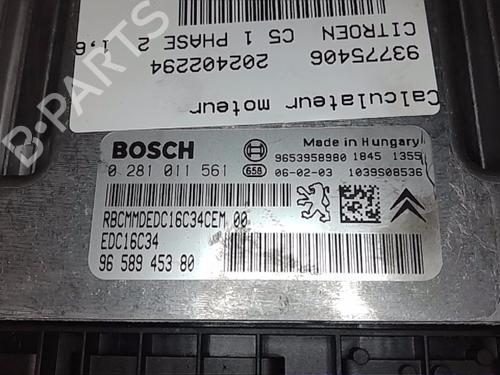 93775406
202402294
CITROEN C5 1 PHASE 2 1,6
Calculateur moteur
B-PARTS
BOSCH
Made in Hungary
9653958980 1845 1355
0 281 011 561
658
06-02-03 1039S08536
RBCMMDEDC16C34CEM 00
EDC16C34
96 589 453 80